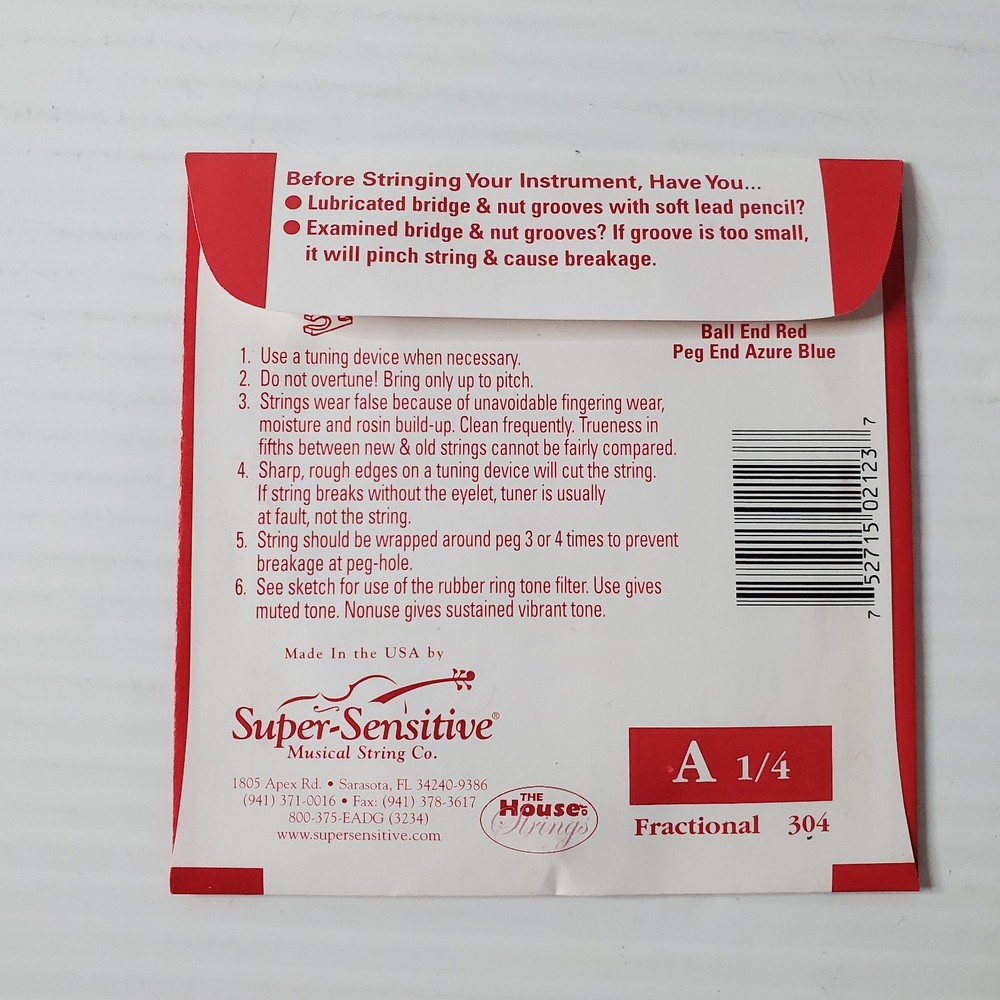 Before Stringing Your Instrument, Have You...
● Lubricated bridge & nut grooves with soft lead pencil?
● Examined bridge & nut grooves? If groove is too small,
it will pinch string & cause breakage.
Ball End Red
Peg End Azure Blue
1. Use a tuning device when necessary.
2. Do not overtune! Bring only up to pitch.
3. Strings wear false because of unavoidable fingering wear,
moisture and rosin build-up. Clean frequently. Trueness in
fifths between new & old strings cannot be fairly compared.
4. Sharp, rough edges on a tuning device will cut the string.
If string breaks without the eyelet, tuner is usually
at fault, not the string.
5. String should be wrapped around peg 3 or 4 times to prevent
breakage at peg-hole.
6. See sketch for use of the rubber ring tone filter. Use gives
muted tone. Nonuse gives sustained vibrant tone.
7 52715 02123 7
Made In the USA by
Super-Sensitive®
Musical String Co.
1805 Apex Rd. • Sarasota, FL 34240-9386
(941) 371-0016 • Fax: (941) 378-3617
800-375-EADG (3234)
www.supersensitive.com
THE
House OF
Strings
A 1/4
Fractional 304